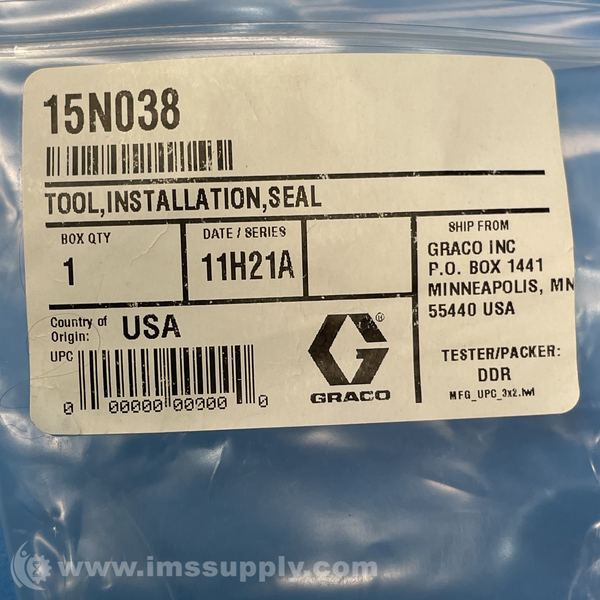 15N038
TOOL,INSTALLATION,SEAL
BOX QTY
1
DATE / SERIES
11H21A
SHIP FROM
GRACO INC
P.O. BOX 1441
MINNEAPOLIS, MN
55440 USA
Country of
Origin:
USA
UPC
0 00000 00000 0
®
GRACO
TESTER/PACKER:
DDR
MFG_UPC_3x2.lwl
www.imssupply.com